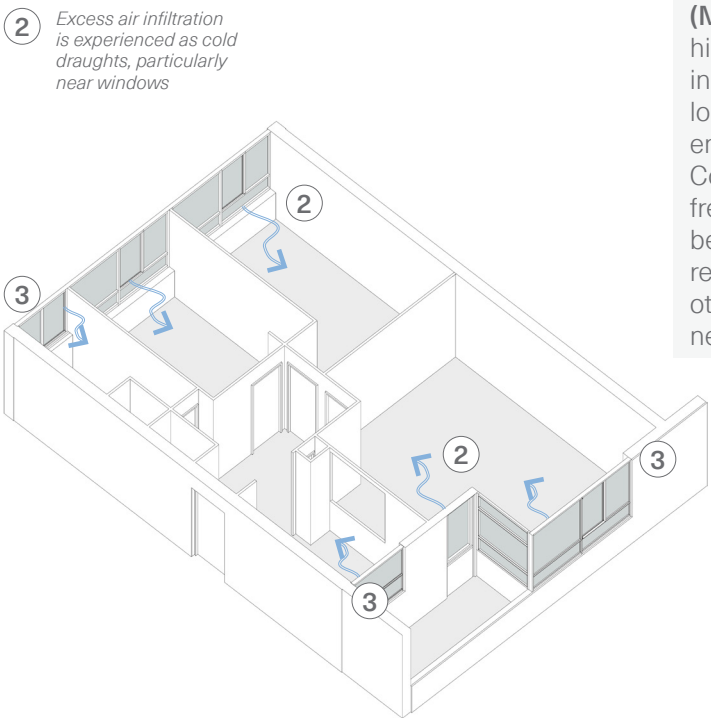 2
Excess air infiltration
is experienced as cold
draughts, particularly
near windows
2
3
2
3
3